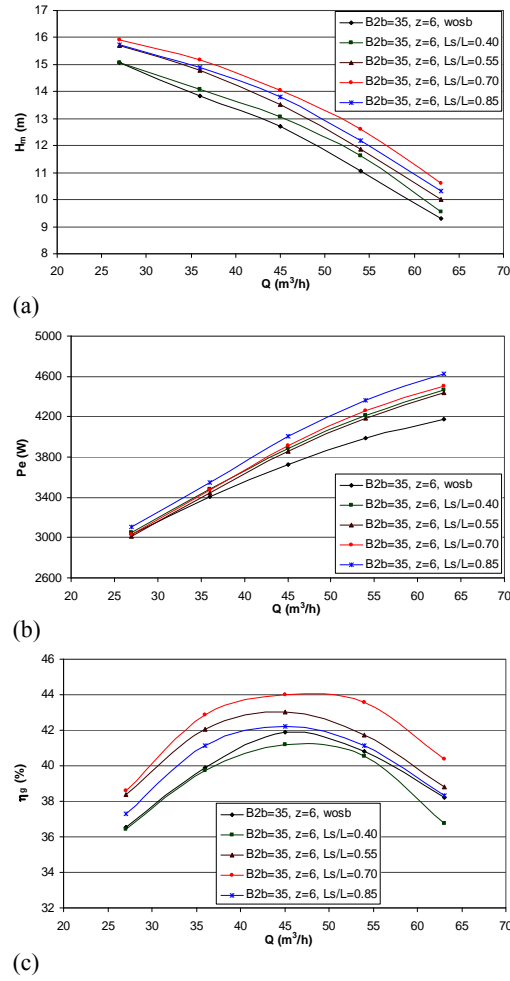 17
16
15
14
13
12
11
10
9
8
Hm (m)
B2b=35, z=6, wosb
B2b=35, z=6, Ls/L=0.40
B2b=35, z=6, Ls/L=0.55
B2b=35, z=6, Ls/L=0.70
B2b=35, z=6, Ls/L=0.85
20 25 30 35 40 45 50 55 60 65 70
Q (m³/h)
(a)
5000
4600
4200
3800
3400
3000
2600
Pe (W)
B2b=35, z=6, wosb
B2b=35, z=6, Ls/L=0.40
B2b=35, z=6, Ls/L=0.55
B2b=35, z=6, Ls/L=0.70
B2b=35, z=6, Ls/L=0.85
20 25 30 35 40 45 50 55 60 65 70
Q (m³/h)
(b)
46
44
42
40
38
36
34
32
ηg (%)
B2b=35, z=6, wosb
B2b=35, z=6, Ls/L=0.40
B2b=35, z=6, Ls/L=0.55
B2b=35, z=6, Ls/L=0.70
B2b=35, z=6, Ls/L=0.85
20 25 30 35 40 45 50 55 60 65 70
Q (m³/h)
(c)